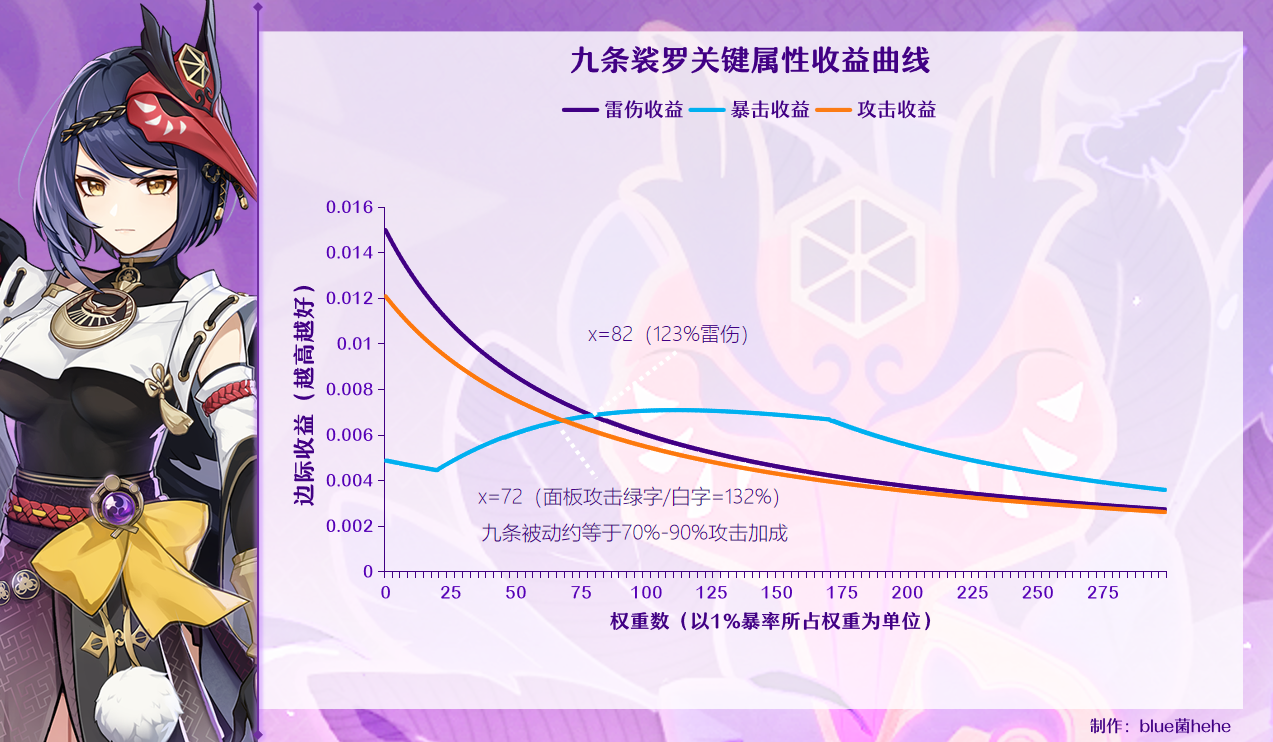 九条裟罗关键属性收益曲线
雷伤收益 暴击收益 攻击收益
0.016
0.014
0.012
0.01
0.008
0.006
0.004
0.002
0
边际收益（越高越好）
x=82（123%雷伤）
x=72（面板攻击绿字/白字=132%）
九条被动约等于70%-90%攻击加成
0 25 50 75 100 125 150 175 200 225 250 275
权重数（以1%暴率所占权重为单位）
制作：blue菌hehe